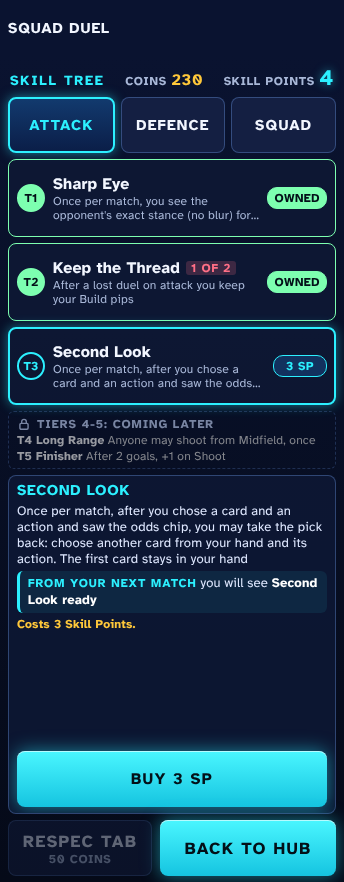 SQUAD DUEL
SKILL TREE COINS 230 SKILL POINTS 4
ATTACK DEFENCE SQUAD
T1 Sharp Eye
Once per match, you see the
opponent's exact stance (no blur) for...
OWNED
T2 Keep the Thread 1 OF 2
After a lost duel on attack you keep
your Build pips
OWNED
T3 Second Look
Once per match, after you chose a
card and an action and saw the odds...
3 SP
TIERS 4-5: COMING LATER
T4 Long Range Anyone may shoot from Midfield, once
T5 Finisher After 2 goals, +1 on Shoot
SECOND LOOK
Once per match, after you chose a card and an
action and saw the odds chip, you may take the pick
back: choose another card from your hand and its
action. The first card stays in your hand
FROM YOUR NEXT MATCH you will see Second
Look ready
Costs 3 Skill Points.
BUY 3 SP
RESPEC TAB
50 COINS
BACK TO HUB